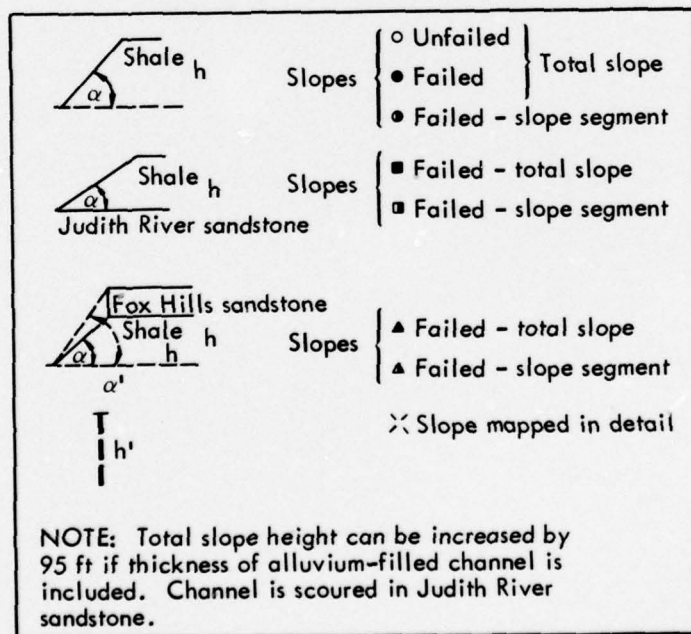 Shale h
α
Slopes
○ Unfailed
● Failed
Total slope
◐ Failed - slope segment
Shale h
α
Judith River sandstone
Slopes
■ Failed - total slope
◨ Failed - slope segment
Fox Hills sandstone
Shale h
α h
α'
Slopes
▲ Failed - total slope
◮ Failed - slope segment
h'
Slope mapped in detail
NOTE: Total slope height can be increased by
95 ft if thickness of alluvium-filled channel is
included. Channel is scoured in Judith River
sandstone.